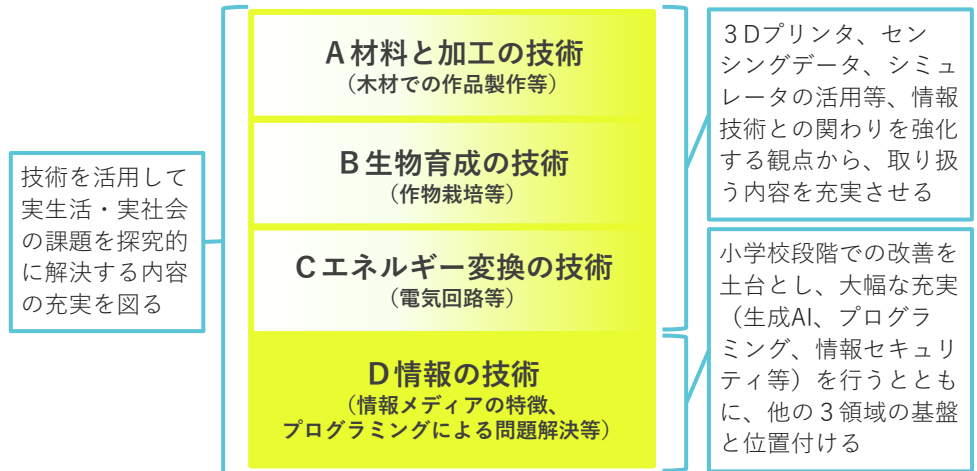 技術を活用して
実生活・実社会
の課題を探究的
に解決する内容
の充実を図る
A材料と加工の技術
（木材での作品製作等）
B生物育成の技術
（作物栽培等）
Cエネルギー変換の技術
（電気回路等）
D情報の技術
（情報メディアの特徴、
プログラミングによる問題解決等）
３Dプリンタ、セン
シングデータ、シミュ
レータの活用等、情報
技術との関わりを強化
する観点から、取り扱
う内容を充実させる
小学校段階での改善を
土台とし、大幅な充実
（生成AI、プログラ
ミング、情報セキュリ
ティ等）を行うととも
に、他の３領域の基盤
と位置付ける